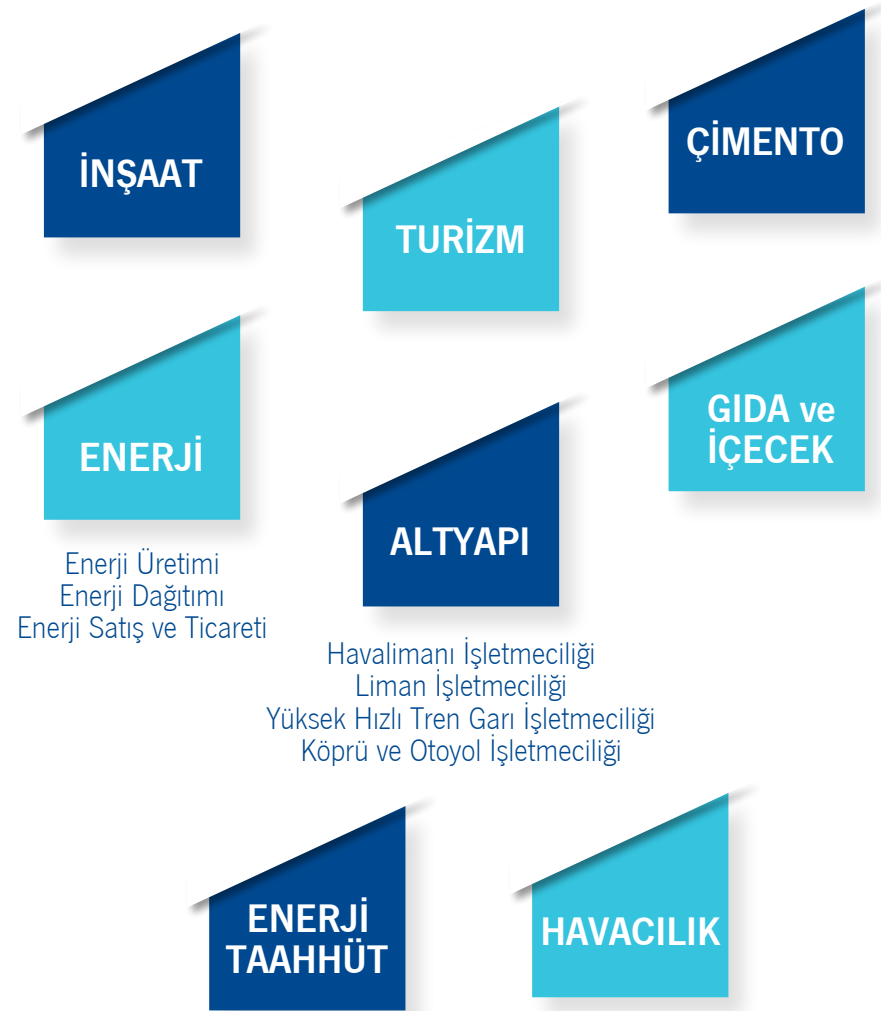 İNŞAAT
TURİZM
ÇİMENTO
ENERJİ
Enerji Üretimi
Enerji Dağıtımı
Enerji Satış ve Ticareti
ALTYAPI
Havalimanı İşletmeciliği
Liman İşletmeciliği
Yüksek Hızlı Tren Garı İşletmeciliği
Köprü ve Otoyol İşletmeciliği
GIDA ve
İÇECEK
ENERJİ
TAAHHÜT
HAVACILIK